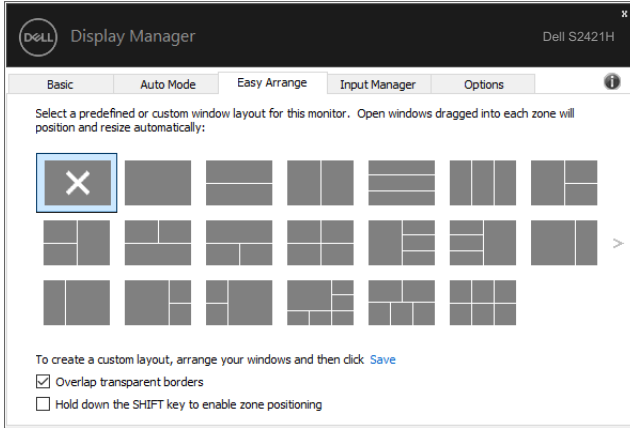 x
DELL Display Manager Dell S2421H
Basic Auto Mode Easy Arrange Input Manager Options i
Select a predefined or custom window layout for this monitor. Open windows dragged into each zone will
position and resize automatically:
>
To create a custom layout, arrange your windows and then click Save
Overlap transparent borders
Hold down the SHIFT key to enable zone positioning